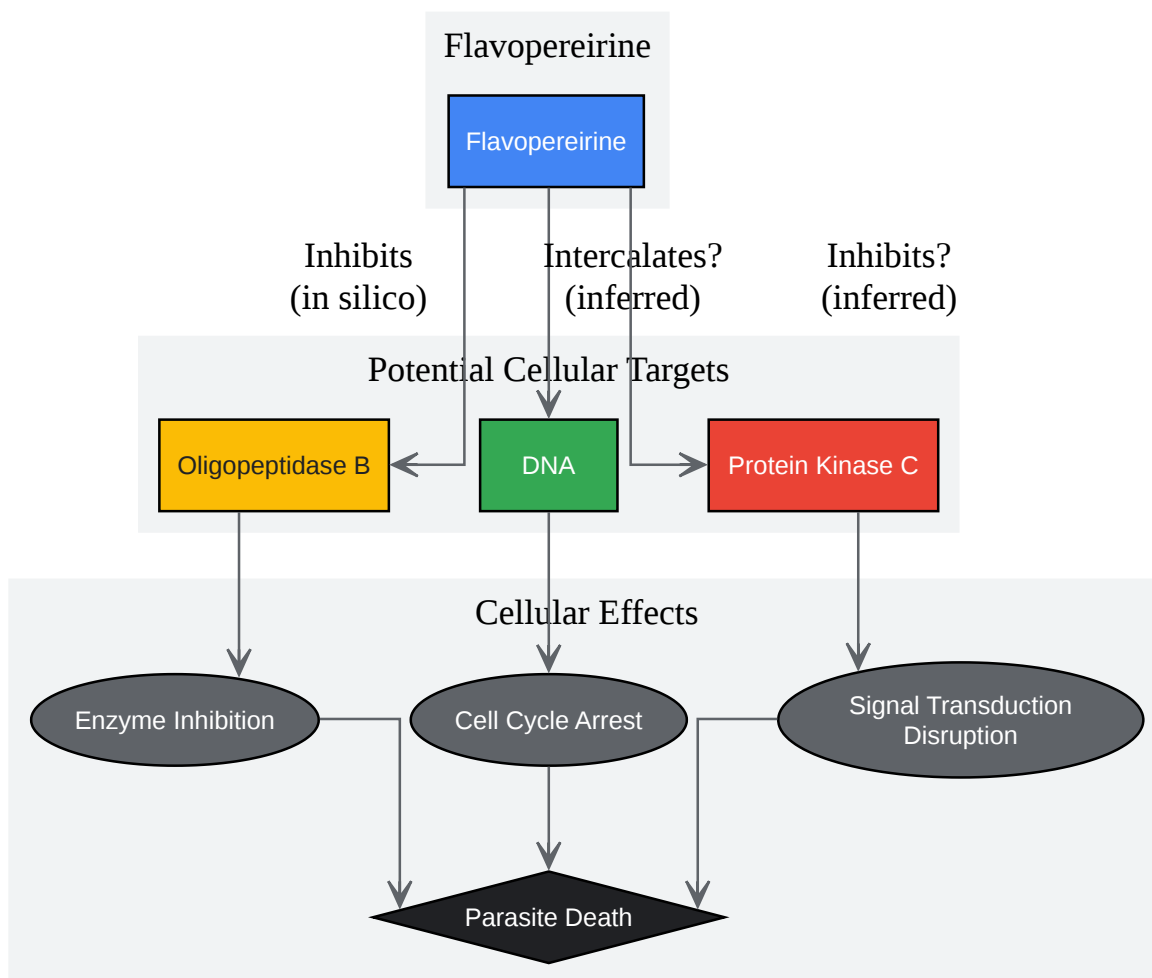 Flavopereirine
Flavopereirine
Inhibits
(in silico)
Intercalates?
(inferred)
Inhibits?
(inferred)
Potential Cellular Targets
Oligopeptidase B
DNA
Protein Kinase C
Cellular Effects
Enzyme Inhibition
Cell Cycle Arrest
Signal Transduction
Disruption
Parasite Death